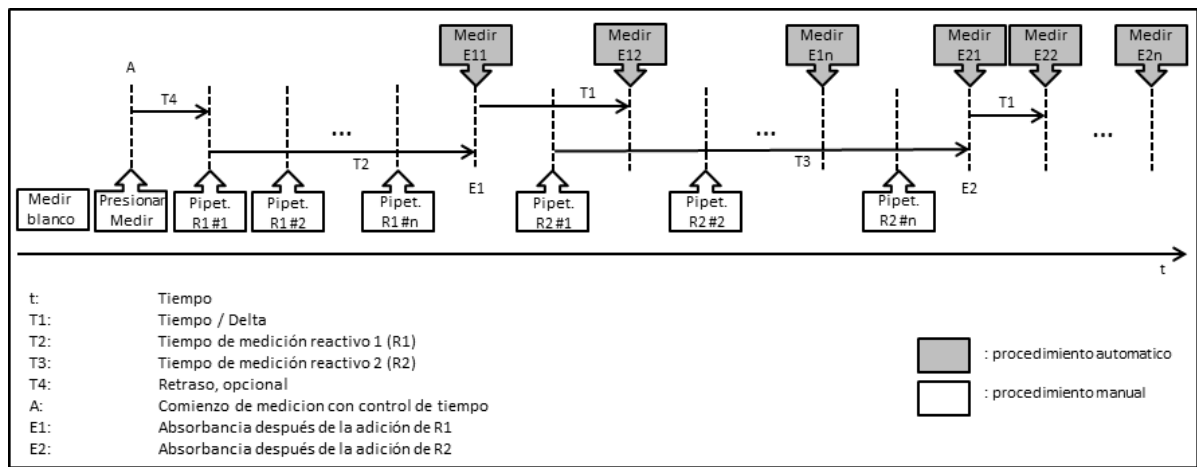 Medir
E11
Medir
E12
Medir
E1n
Medir
E21
Medir
E22
Medir
E2n
A
T4
T1
T1
...
...
...
T2
T3
E1
E2
Medir
blanco
Presionar
Medir
Pipet.
R1#1
Pipet.
R1#2
Pipet.
R1#n
Pipet.
R2#1
Pipet.
R2#2
Pipet.
R2#n
t
t: Tiempo
T1: Tiempo / Delta
T2: Tiempo de medición reactivo 1 (R1)
T3: Tiempo de medición reactivo 2 (R2)
T4: Retraso, opcional
A: Comienzo de medicion con control de tiempo
E1: Absorbancia después de la adición de R1
E2: Absorbancia después de la adición de R2
: procedimiento automatico
: procedimiento manual